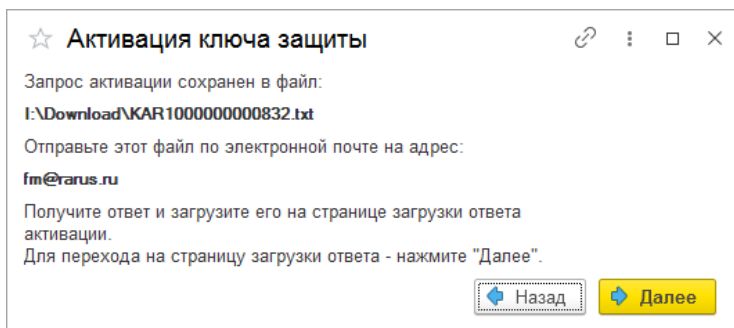 Активация ключа защиты
Запрос активации сохранен в файл:
I:\Download\KAR1000000000832.txt
Отправьте этот файл по электронной почте на адрес:
fm@rarus.ru
Получите ответ и загрузите его на странице загрузки ответа
активации.
Для перехода на страницу загрузки ответа - нажмите "Далее".
Назад
Далее